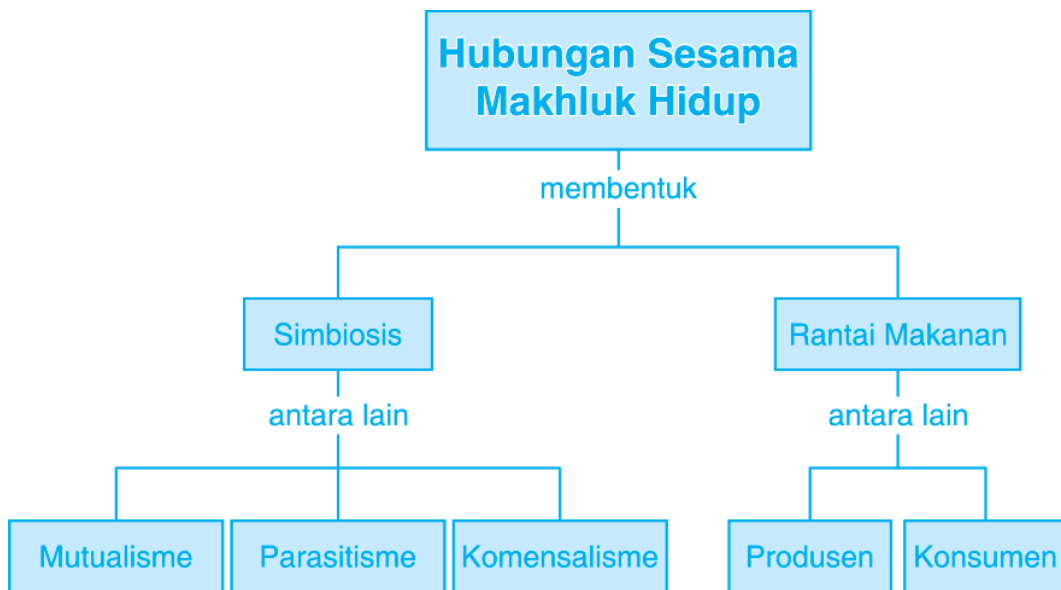 Hubungan Sesama
Makhluk Hidup
membentuk
Simbiosis
Rantai Makanan
antara lain
antara lain
Mutualisme
Parasitisme
Komensalisme
Produsen
Konsumen